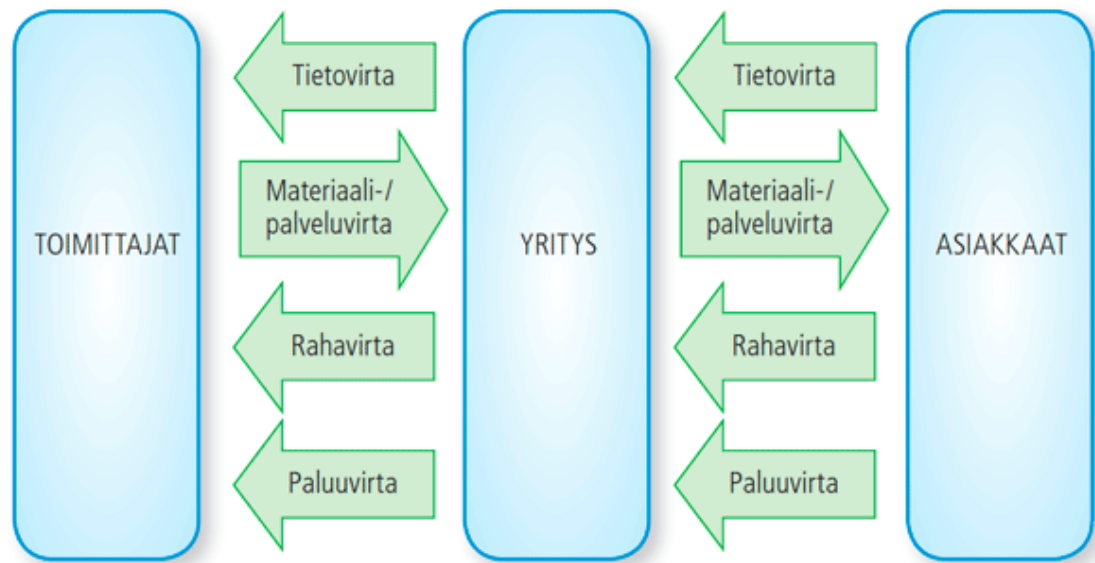 Tietovirta
Tietovirta
Materiaali-/
palveluvirta
Materiaali-/
palveluvirta
TOIMITTAJAT
YRITYS
ASIAKKAAT
Rahavirta
Rahavirta
Paluuvirta
Paluuvirta